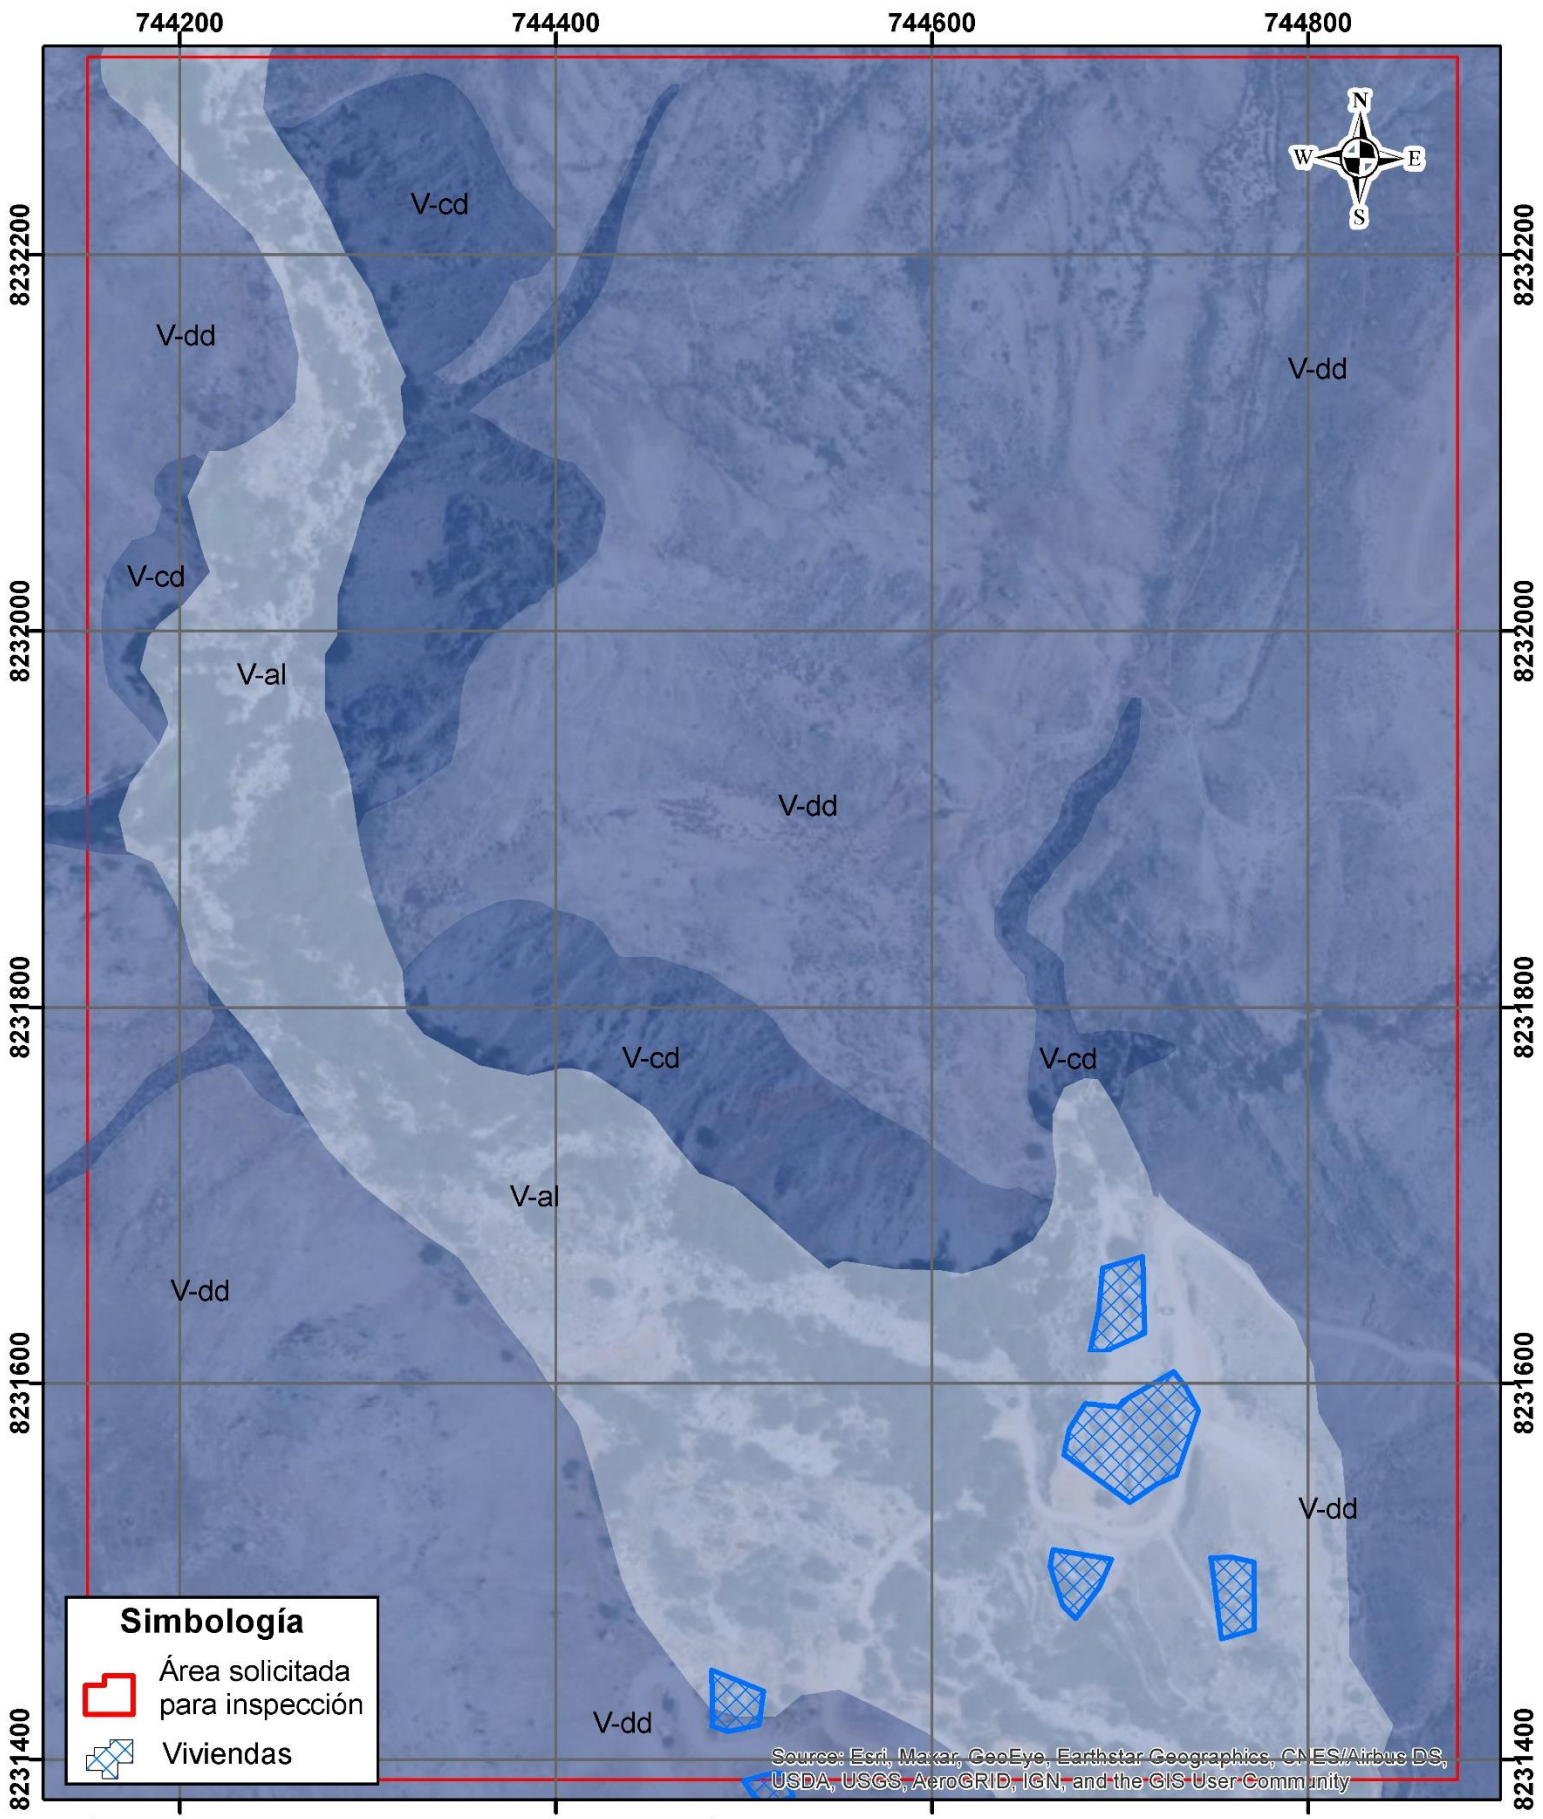 744200
744400
744600
744800
N
W
E
S
8232200
8232200
V-cd
V-dd
V-dd
V-cd
8232000
8232000
V-al
V-dd
8231800
8231800
V-cd
V-cd
V-al
V-dd
8231600
8231600
V-dd
Simbología
Área solicitada
para inspección
Viviendas
V-dd
8231400
8231400
Source: Esri, Maxar, GeoEye, Earthstar Geographics, CNES/Airbus DS,
USDA, USGS, AeroGRID, IGN, and the GIS User Community